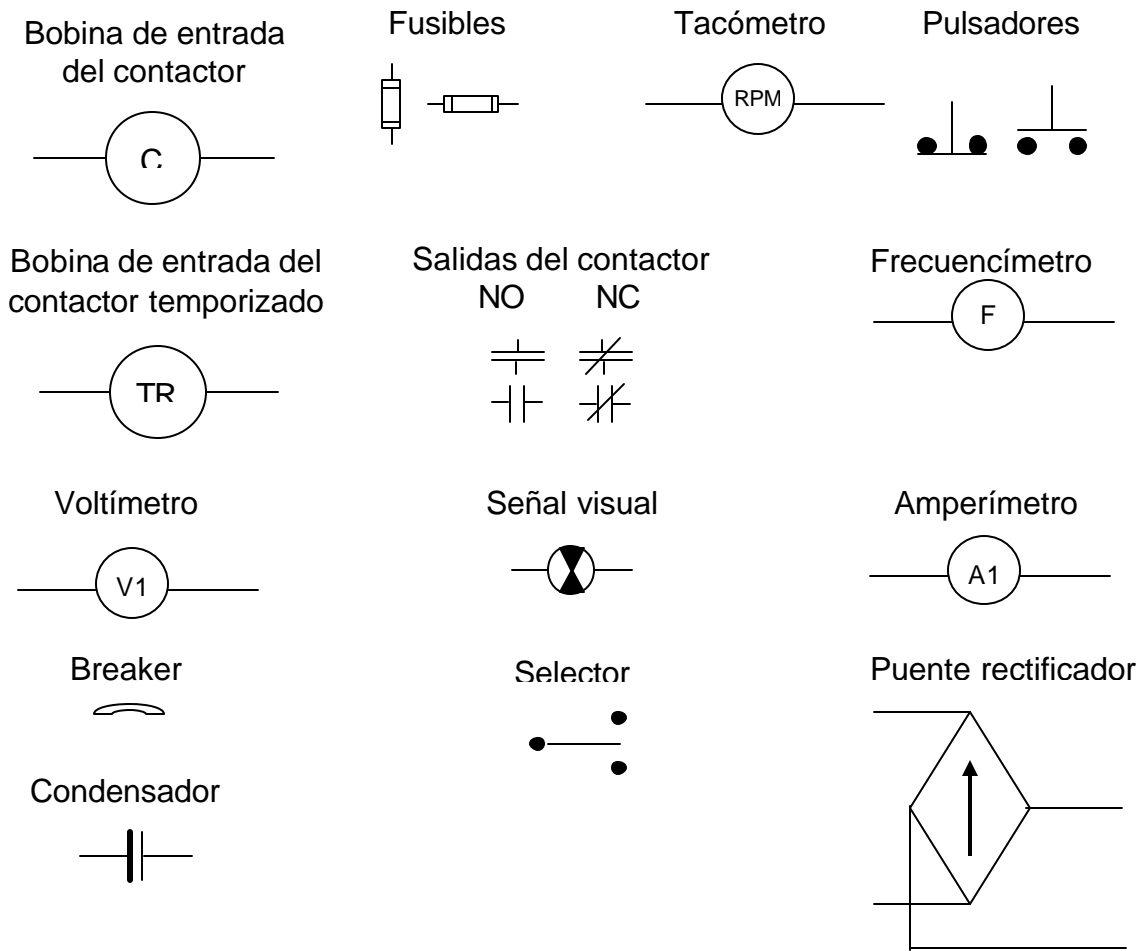 Bobina de entrada
del contactor
Fusibles
Tacómetro
Pulsadores
C
RPM
Bobina de entrada del
contactor temporizado
Salidas del contactor
NO NC
Frecuencímetro
F
TR
Voltímetro
Señal visual
Amperímetro
V1
A1
Breaker
Selector
Puente rectificador
Condensador